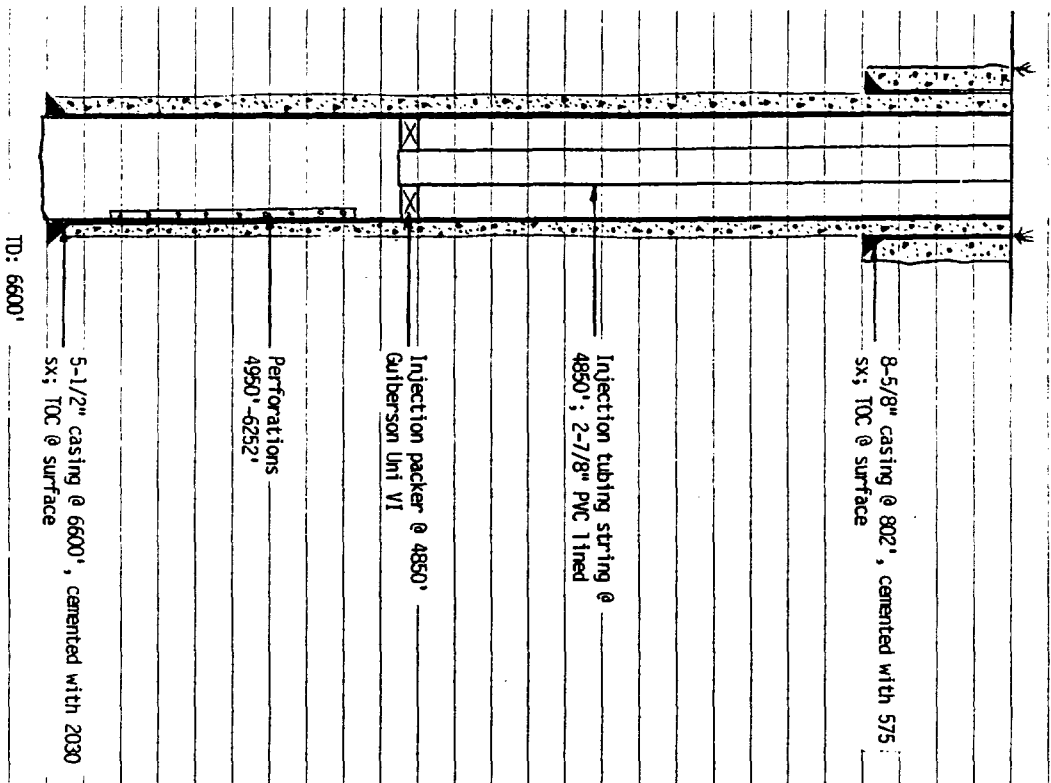 8-5/8" casing @ 802', cemented with 575
sx; TOC @ surface
Injection tubing string @
4850'; 2-7/8" PVC lined
Injection packer @ 4850'
Guiberson Uni VI
Perforations
4950'-6252'
5-1/2" casing @ 6600', cemented with 2030
sx; TOC @ surface
TD: 6600'